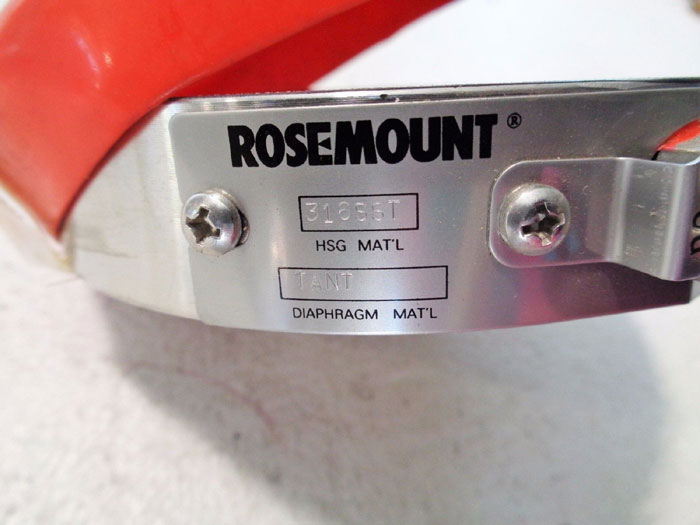 ROSEMOUNT®
316SST
HSG MAT'L
TANT
DIAPHRAGM MAT'L